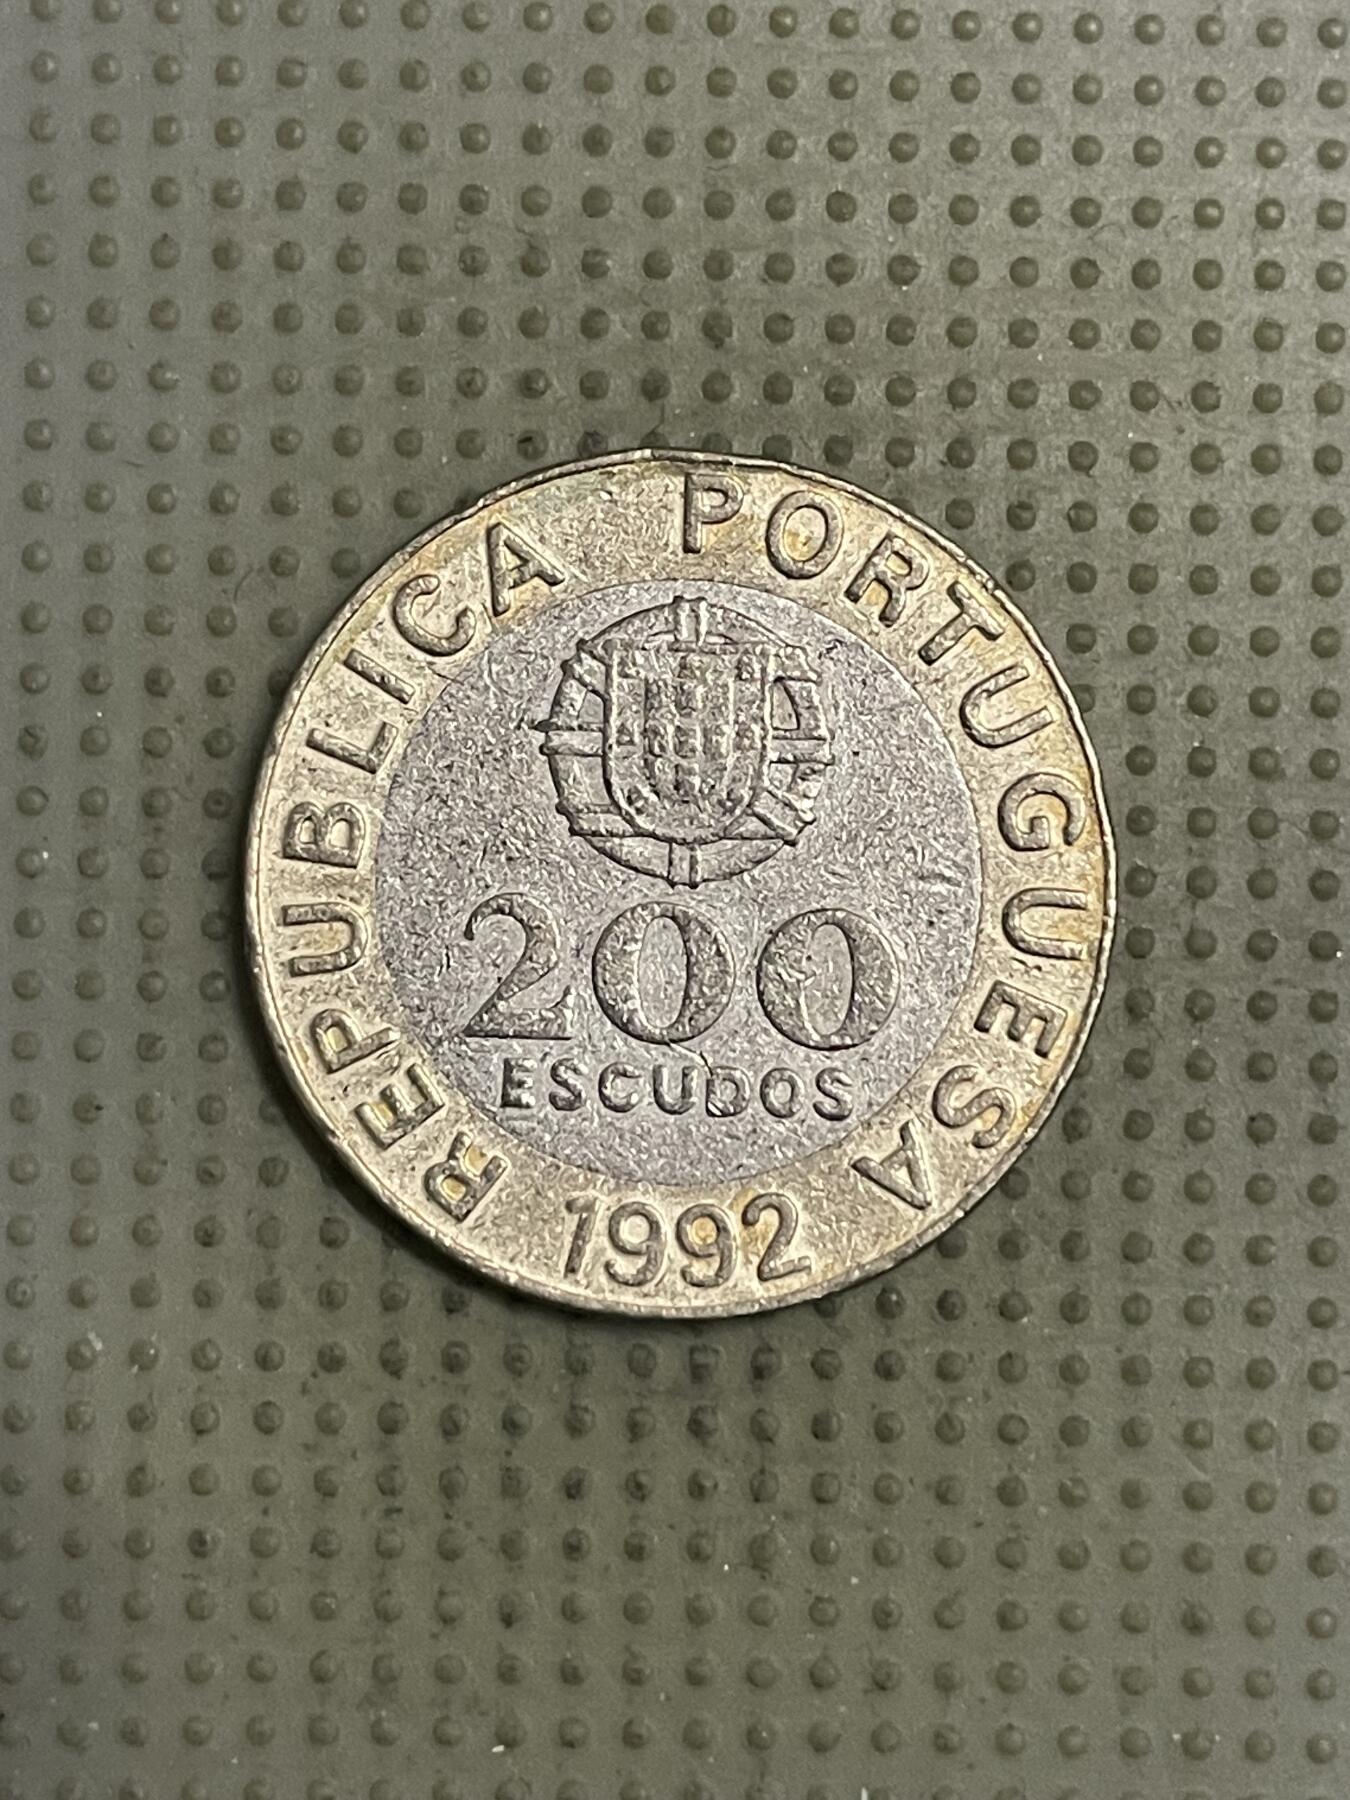 REPUBLICA PORTUGUESA
200
ESCUDOS
1992